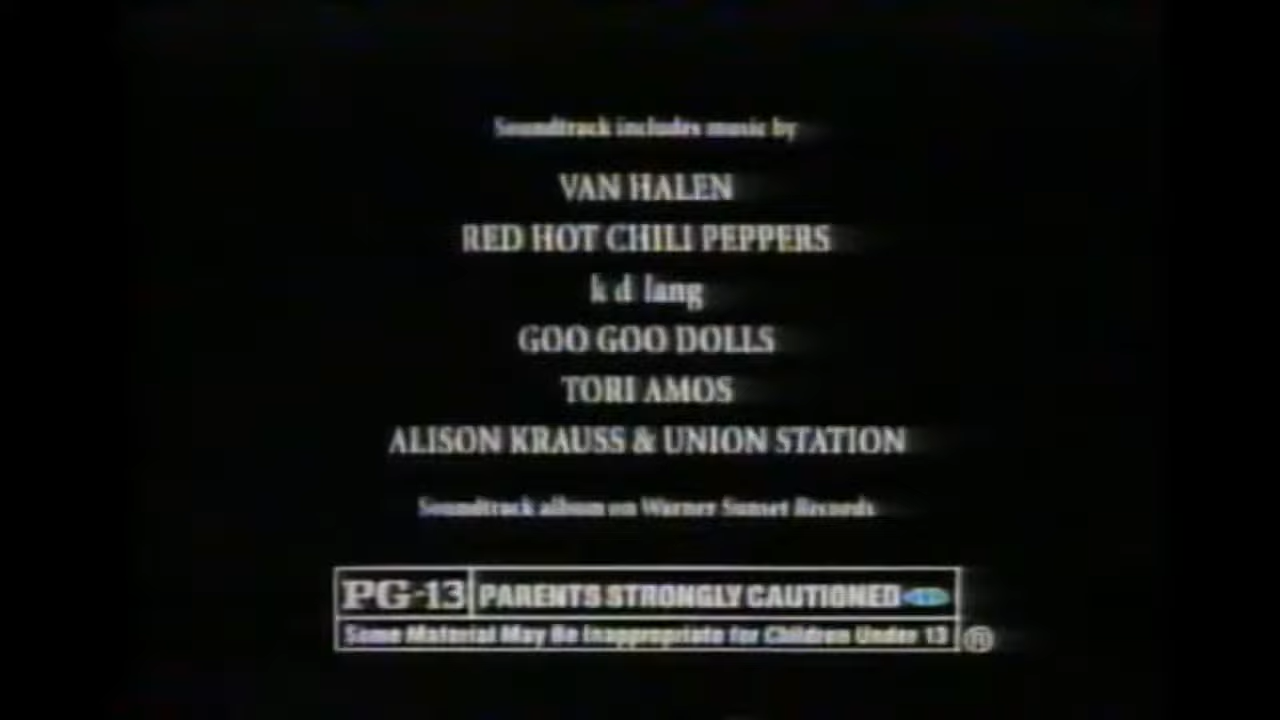 Soundtrack includes music by
VAN HALEN
RED HOT CHILI PEPPERS
k d lang
GOO GOO DOLLS
TORI AMOS
ALISON KRAUSS & UNION STATION
Soundtrack album on Warner Sunset Records
PG-13 PARENTS STRONGLY CAUTIONED
Some Material May Be Inappropriate for Children Under 13 ®